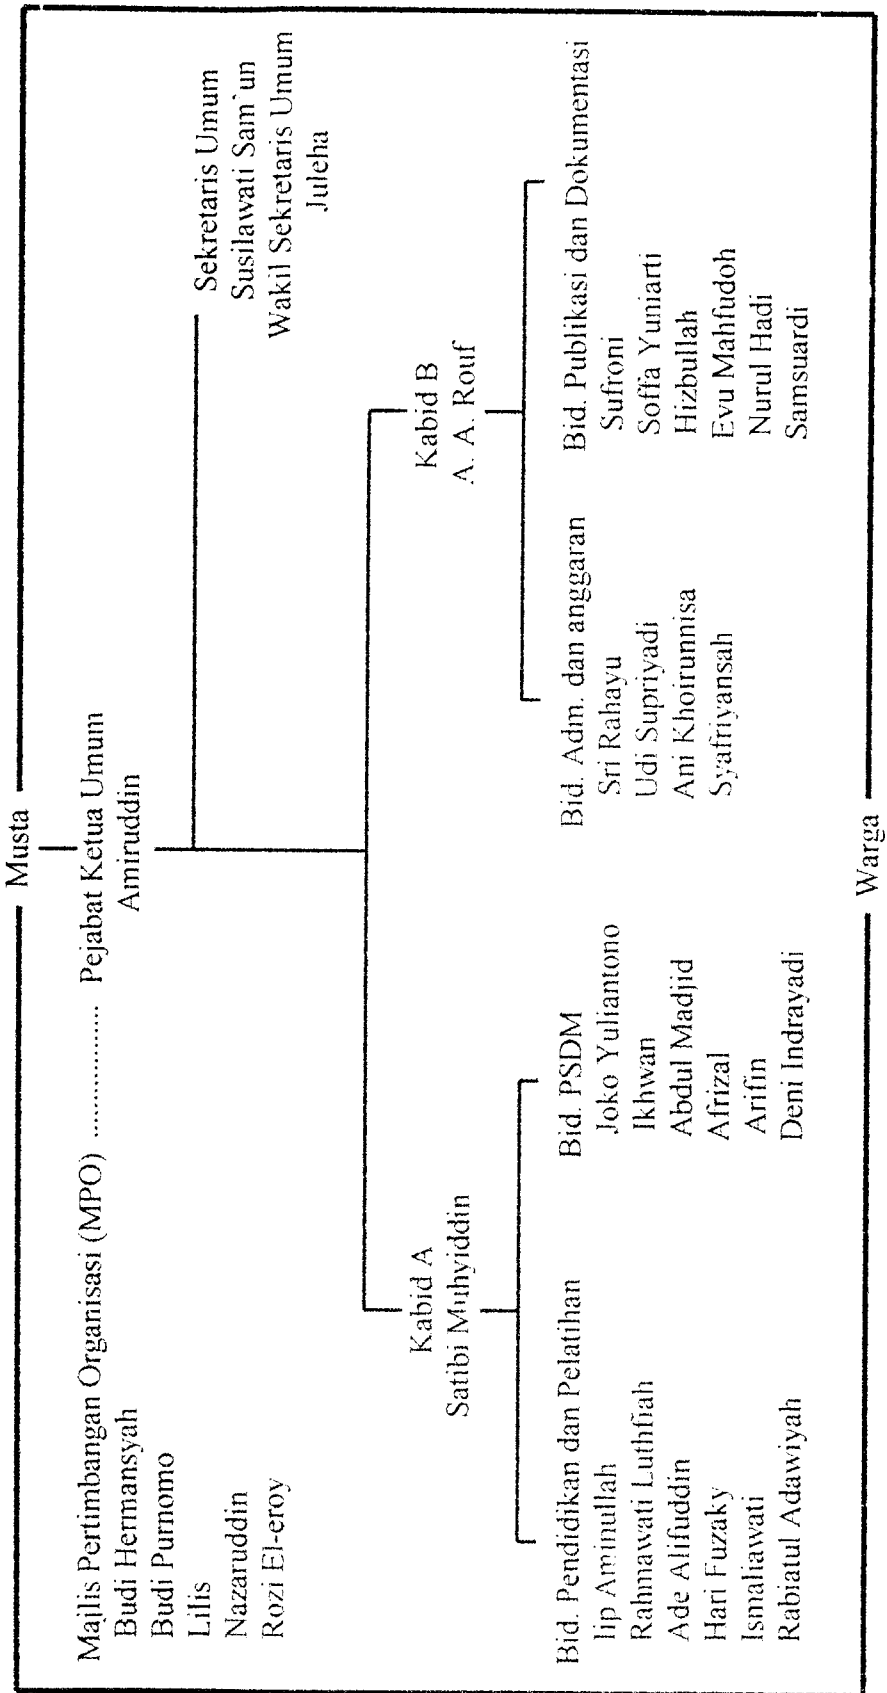 Musta
Majlis Pertimbangan Organisasi (MPO) .................. Pejabat Ketua Umum
Budi Hermansyah
Budi Purnomo
Lilis
Nazaruddin
Rozi El-eroy
Amiruddin
Sekretaris Umum
Susilawati Sam`un
Wakil Sekretaris Umum
Juleha
Kabid A
Satibi Muhyiddin
Kabid B
A. A. Rouf
Bid. Pendidikan dan Pelatihan
Iip Aminullah
Rahmawati Luthfiah
Ade Alifuddin
Hari Fuzaky
Ismaliawati
Rabiatul Adawiyah
Bid. PSDM
Joko Yuliantono
Ikhwan
Abdul Madjid
Afrizal
Arifin
Deni Indrayadi
Bid. Adm. dan anggaran
Sri Rahayu
Udi Supriyadi
Ani Khoirunnisa
Syafriyansah
Bid. Publikasi dan Dokumentasi
Sufroni
Soffa Yuniarti
Hizbullah
Evu Mahfudoh
Nurul Hadi
Samsuardi
Warga